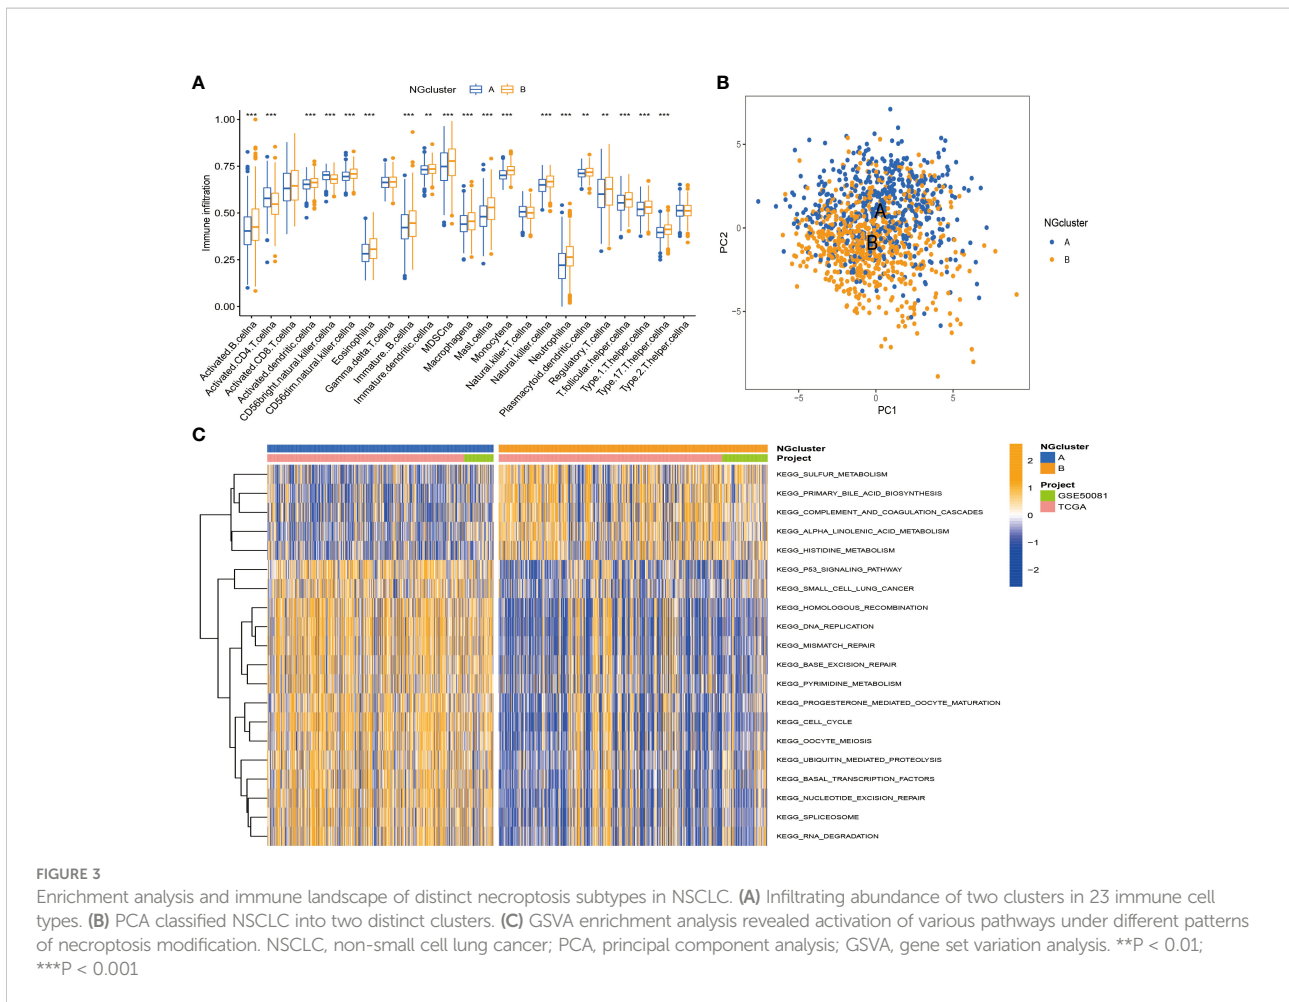 A
NGcluster A B
*** *** *** *** *** *** *** ** *** *** *** *** *** *** ** ** *** *** ***
1.00
0.75
0.50
0.25
0.00
Immune infiltration
Activated.B.cellna
Activated.CD4.T.cellna
Activated.CD8.T.cellna
Activated.dendritic.cellna
CD56bright.natural.killer.cellna
CD56dim.natural.killer.cellna
Eosinophilna
Gamma.delta.T.cellna
Immature..B.cellna
Immature.dendritic.cellna
MDSCna
Macrophagena
Mast.cellna
Monocytena
Natural.killer.T.cellna
Natural.killer.cellna
Neutrophilna
Plasmacytoid.dendritic.cellna
Regulatory.T.cellna
T.follicular.helper.cellna
Type.1.T.helper.cellna
Type.17.T.helper.cellna
Type.2.T.helper.cellna
B
5
0
−5
PC2
−5 0 5
PC1
A
B
NGcluster
A
B
C
NGcluster
Project
KEGG_SULFUR_METABOLISM
KEGG_PRIMARY_BILE_ACID_BIOSYNTHESIS
KEGG_COMPLEMENT_AND_COAGULATION_CASCADES
KEGG_ALPHA_LINOLENIC_ACID_METABOLISM
KEGG_HISTIDINE_METABOLISM
KEGG_P53_SIGNALING_PATHWAY
KEGG_SMALL_CELL_LUNG_CANCER
KEGG_HOMOLOGOUS_RECOMBINATION
KEGG_DNA_REPLICATION
KEGG_MISMATCH_REPAIR
KEGG_BASE_EXCISION_REPAIR
KEGG_PYRIMIDINE_METABOLISM
KEGG_PROGESTERONE_MEDIATED_OOCYTE_MATURATION
KEGG_CELL_CYCLE
KEGG_OOCYTE_MEIOSIS
KEGG_UBIQUITIN_MEDIATED_PROTEOLYSIS
KEGG_BASAL_TRANSCRIPTION_FACTORS
KEGG_NUCLEOTIDE_EXCISION_REPAIR
KEGG_SPLICEOSOME
KEGG_RNA_DEGRADATION
2
1
0
−1
−2
NGcluster
A
B
Project
GSE50081
TCGA
FIGURE 3
Enrichment analysis and immune landscape of distinct necroptosis subtypes in NSCLC. (A) Infiltrating abundance of two clusters in 23 immune cell
types. (B) PCA classified NSCLC into two distinct clusters. (C) GSVA enrichment analysis revealed activation of various pathways under different patterns
of necroptosis modification. NSCLC, non-small cell lung cancer; PCA, principal component analysis; GSVA, gene set variation analysis. **P < 0.01;
***P < 0.001